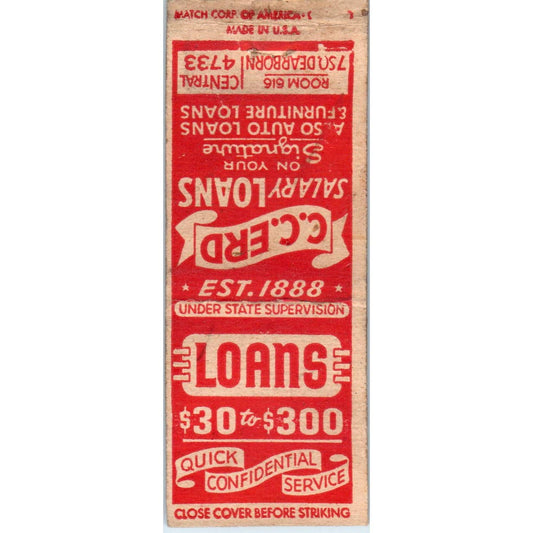 MATCH CORP. OF AMERICA
MADE IN U.S.A.
ROOM 616
7 SO. DEARBORN
CENTRAL
4733
C.C. ERD
SALARY LOANS
ON YOUR
Signature
ALSO AUTO LOANS
& FURNITURE LOANS
★ EST. 1888 ★
UNDER STATE SUPERVISION
LOANS
$30 to $300
QUICK
CONFIDENTIAL
SERVICE
CLOSE COVER BEFORE STRIKING